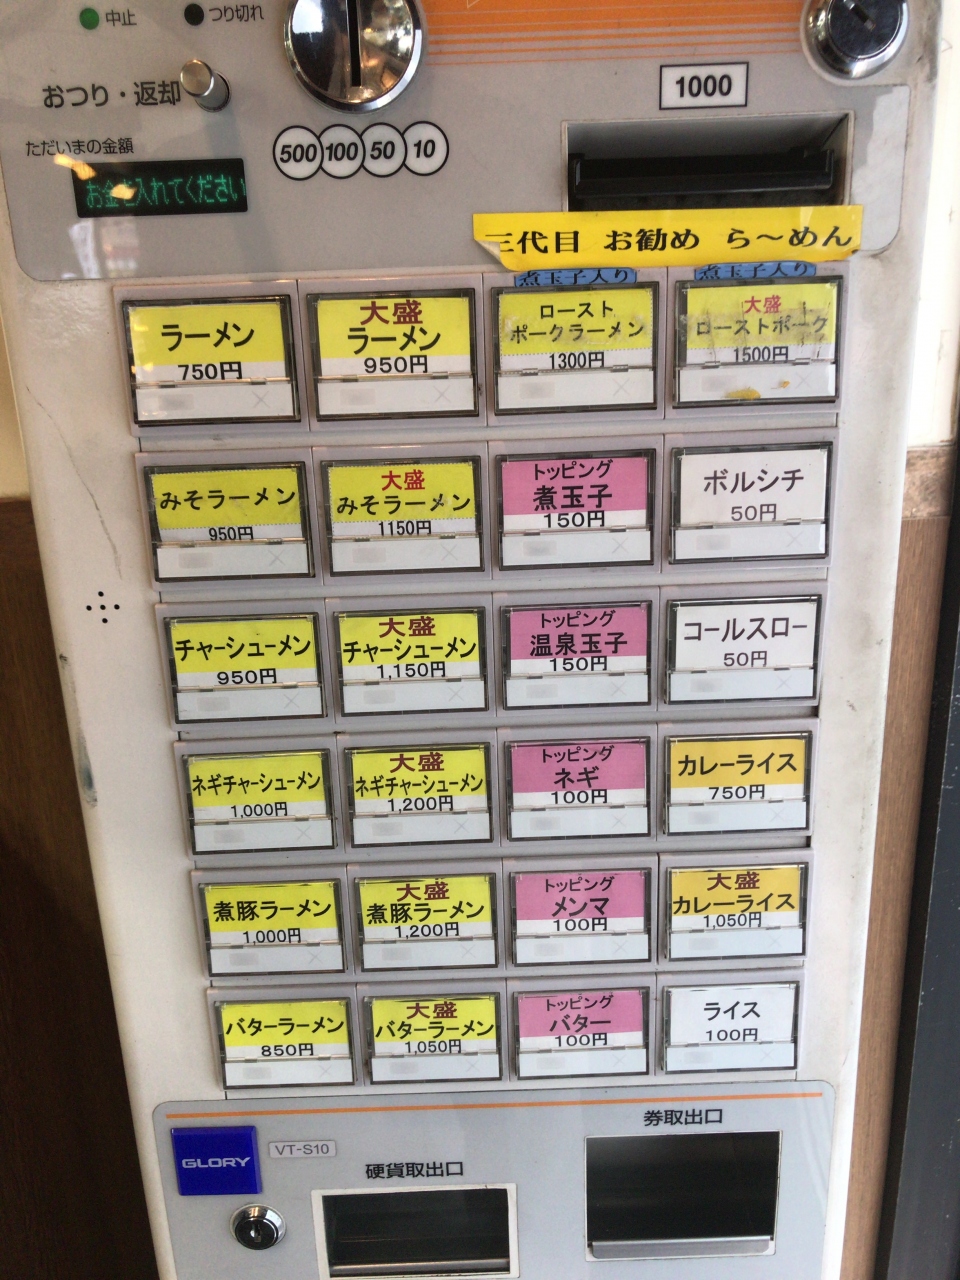 中止
つり切れ
おつり・返却
1000
ただいまの金額
500 100 50 10
お金を入れてください
三代目 お勧め ら〜めん
煮玉子入り
煮玉子入り
ラーメン
750円
大盛
ラーメン
950円
ロースト
ポークラーメン
1300円
大盛
ローストポーク
1500円
みそラーメン
950円
大盛
みそラーメン
1150円
トッピング
煮玉子
150円
ボルシチ
50円
チャーシューメン
950円
大盛
チャーシューメン
1,150円
トッピング
温泉玉子
150円
コールスロー
50円
ネギチャーシューメン
1,000円
大盛
ネギチャーシューメン
1,200円
トッピング
ネギ
100円
カレーライス
750円
煮豚ラーメン
1,000円
大盛
煮豚ラーメン
1,200円
トッピング
メンマ
100円
大盛
カレーライス
1,050円
バターラーメン
850円
大盛
バターラーメン
1,050円
トッピング
バター
100円
ライス
100円
券取出口
GLORY
VT-S10
硬貨取出口